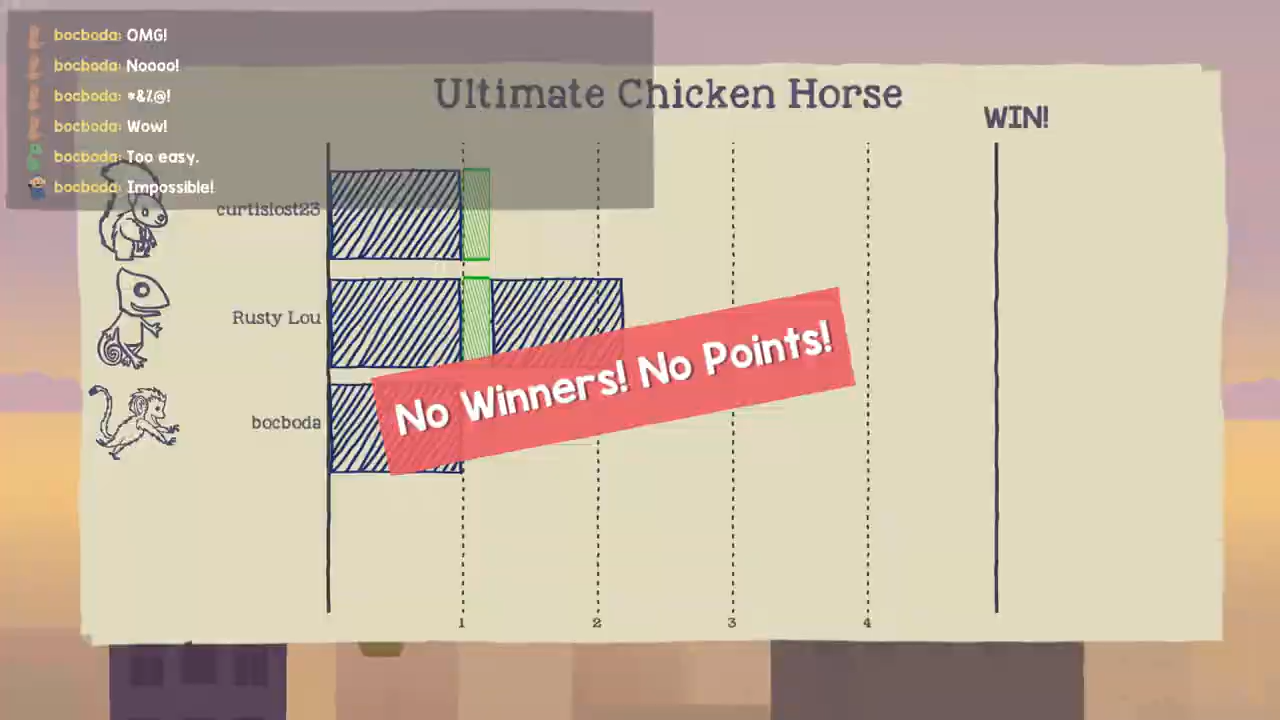 bocboda: OMG!
bocboda: Noooo!
bocboda: *&%@!
bocboda: Wow!
bocboda: Too easy.
bocboda: Impossible!
Ultimate Chicken Horse
WIN!
curtislost23
Rusty Lou
bocboda
No Winners! No Points!
1 2 3 4